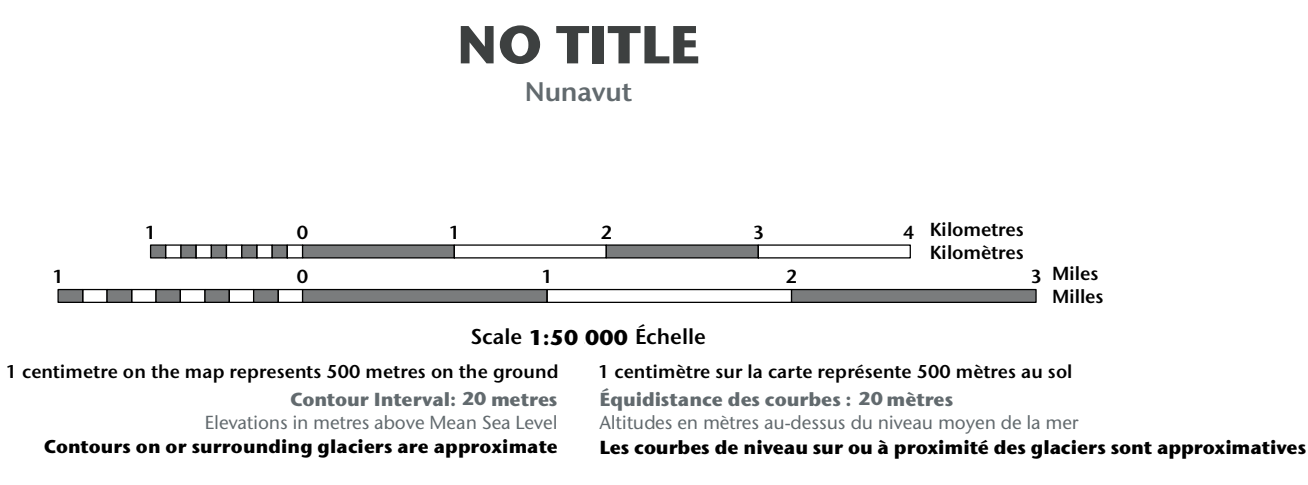 NO TITLE
Nunavut
1 0 1 2 3 4 Kilometres
Kilomètres
1 0 1 2 3 Miles
Milles
Scale 1:50 000 Échelle
1 centimetre on the map represents 500 metres on the ground
Contour Interval: 20 metres
Elevations in metres above Mean Sea Level
Contours on or surrounding glaciers are approximate
1 centimètre sur la carte représente 500 mètres au sol
Équidistance des courbes : 20 mètres
Altitudes en mètres au-dessus du niveau moyen de la mer
Les courbes de niveau sur ou à proximité des glaciers sont approximatives